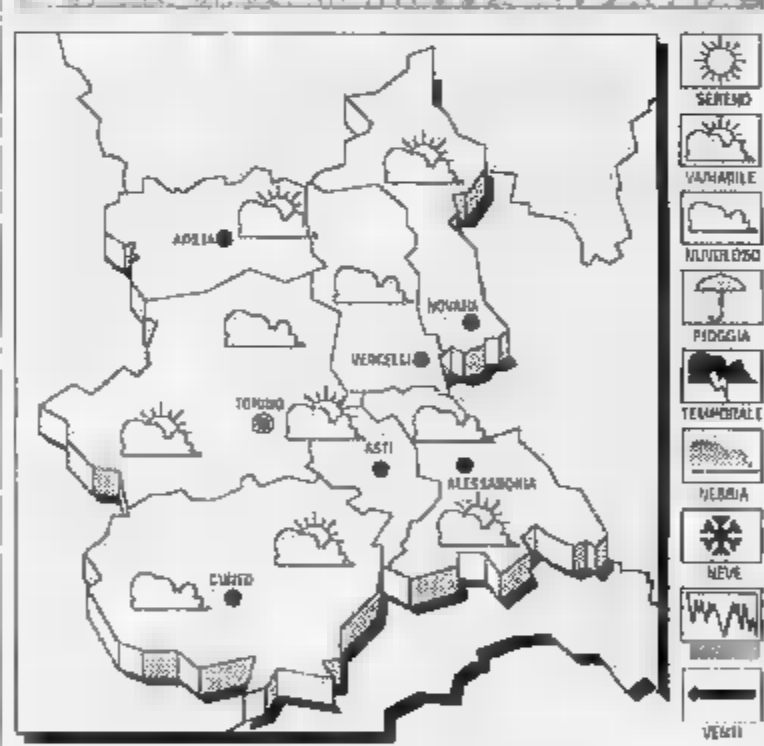 AOSTA
NOVARA
VERCELLI
TORINO
ASTI
ALESSANDRIA
CUNEO
SERENO
VARIABILE
NUVOLOSO
PIOGGIA
TEMPORALE
NEBBIA
NEVE
VENTI